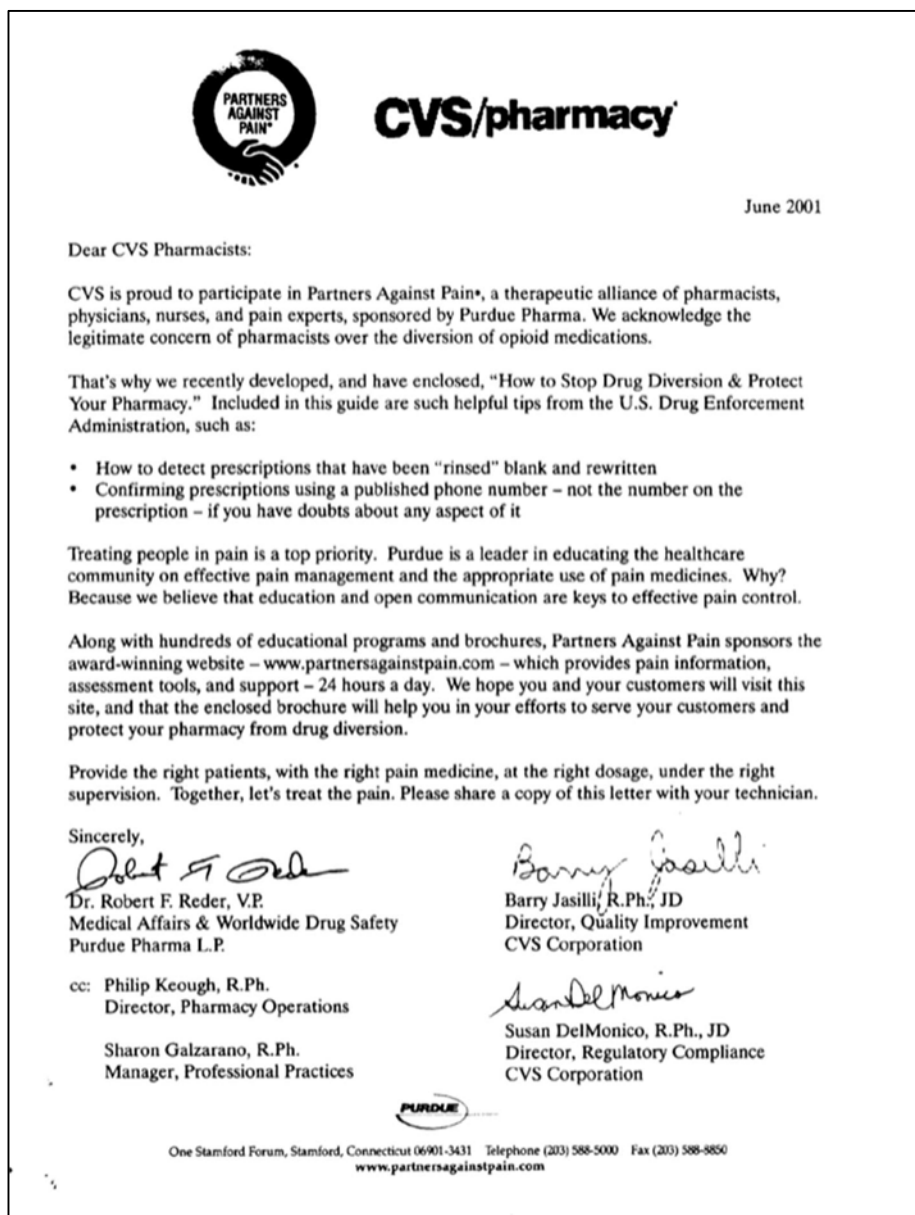 PARTNERS
AGAINST
PAIN®
CVS/pharmacy
June 2001
Dear CVS Pharmacists:
CVS is proud to participate in Partners Against Pain•, a therapeutic alliance of pharmacists,
physicians, nurses, and pain experts, sponsored by Purdue Pharma. We acknowledge the
legitimate concern of pharmacists over the diversion of opioid medications.
That's why we recently developed, and have enclosed, “How to Stop Drug Diversion & Protect
Your Pharmacy.” Included in this guide are such helpful tips from the U.S. Drug Enforcement
Administration, such as:
• How to detect prescriptions that have been “rinsed” blank and rewritten
• Confirming prescriptions using a published phone number – not the number on the
prescription – if you have doubts about any aspect of it
Treating people in pain is a top priority. Purdue is a leader in educating the healthcare
community on effective pain management and the appropriate use of pain medicines. Why?
Because we believe that education and open communication are keys to effective pain control.
Along with hundreds of educational programs and brochures, Partners Against Pain sponsors the
award-winning website – www.partnersagainstpain.com – which provides pain information,
assessment tools, and support – 24 hours a day. We hope you and your customers will visit this
site, and that the enclosed brochure will help you in your efforts to serve your customers and
protect your pharmacy from drug diversion.
Provide the right patients, with the right pain medicine, at the right dosage, under the right
supervision. Together, let's treat the pain. Please share a copy of this letter with your technician.
Sincerely,
Robert F Reder
Dr. Robert F. Reder, V.P.
Medical Affairs & Worldwide Drug Safety
Purdue Pharma L.P.
cc: Philip Keough, R.Ph.
Director, Pharmacy Operations
Sharon Galzarano, R.Ph.
Manager, Professional Practices
Barry Jasilli
Barry Jasilli, R.Ph., JD
Director, Quality Improvement
CVS Corporation
Susan DelMonico
Susan DelMonico, R.Ph., JD
Director, Regulatory Compliance
CVS Corporation
PURDUE
One Stamford Forum, Stamford, Connecticut 06901-3431 Telephone (203) 588-5000 Fax (203) 588-8850
www.partnersagainstpain.com